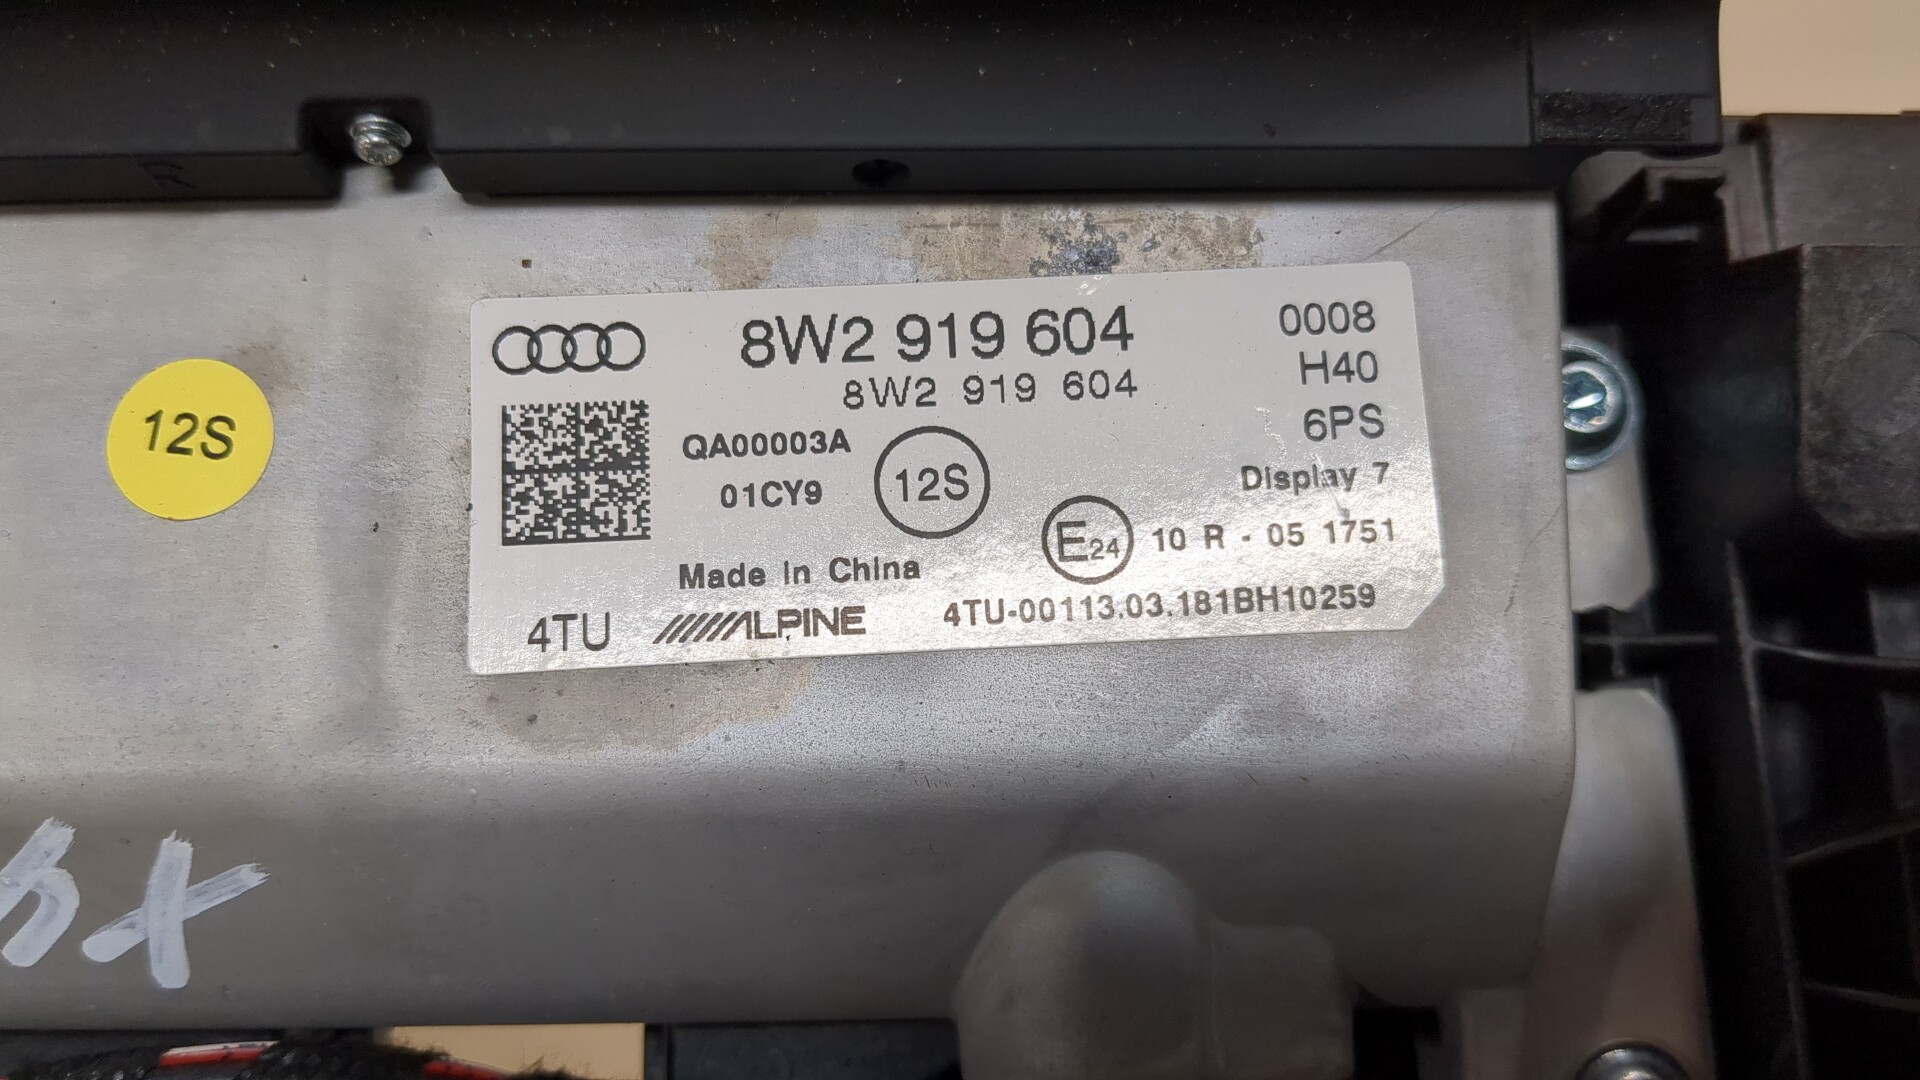 8W2 919 604
8W2 919 604
0008
H40
6PS
Display 7
QA00003A
01CY9
12S
E24 10 R - 05 1751
Made in China
4TU ALPINE 4TU-00113.03.181BH10259
12S
R